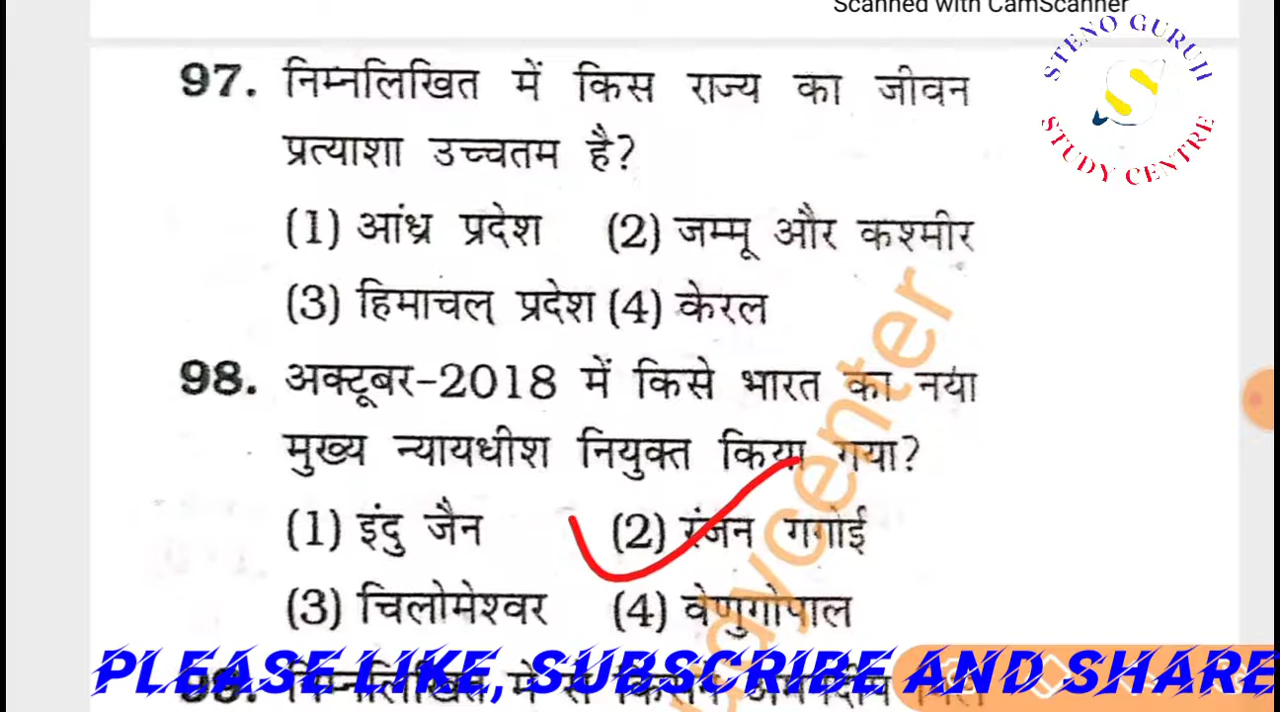 Scanned with CamScanner
STENO GURUJI
STUDY CENTRE
97. निम्नलिखित में किस राज्य का जीवन
प्रत्याशा उच्चतम है?
(1) आंध्र प्रदेश (2) जम्मू और कश्मीर
(3) हिमाचल् प्रदेश (4) केरल
98. अक्टूबर-2018 में किसे भारत का नया
मुख्य न्यायधीश नियुक्त किया गया?
(1) इंदु जैन (2) रंजन गगोई
(3) चिलोमेश्वर (4) वेणुगोपाल
dycenter
PLEASE LIKE, SUBSCRIBE AND SHARE
निम्नलिखित में से